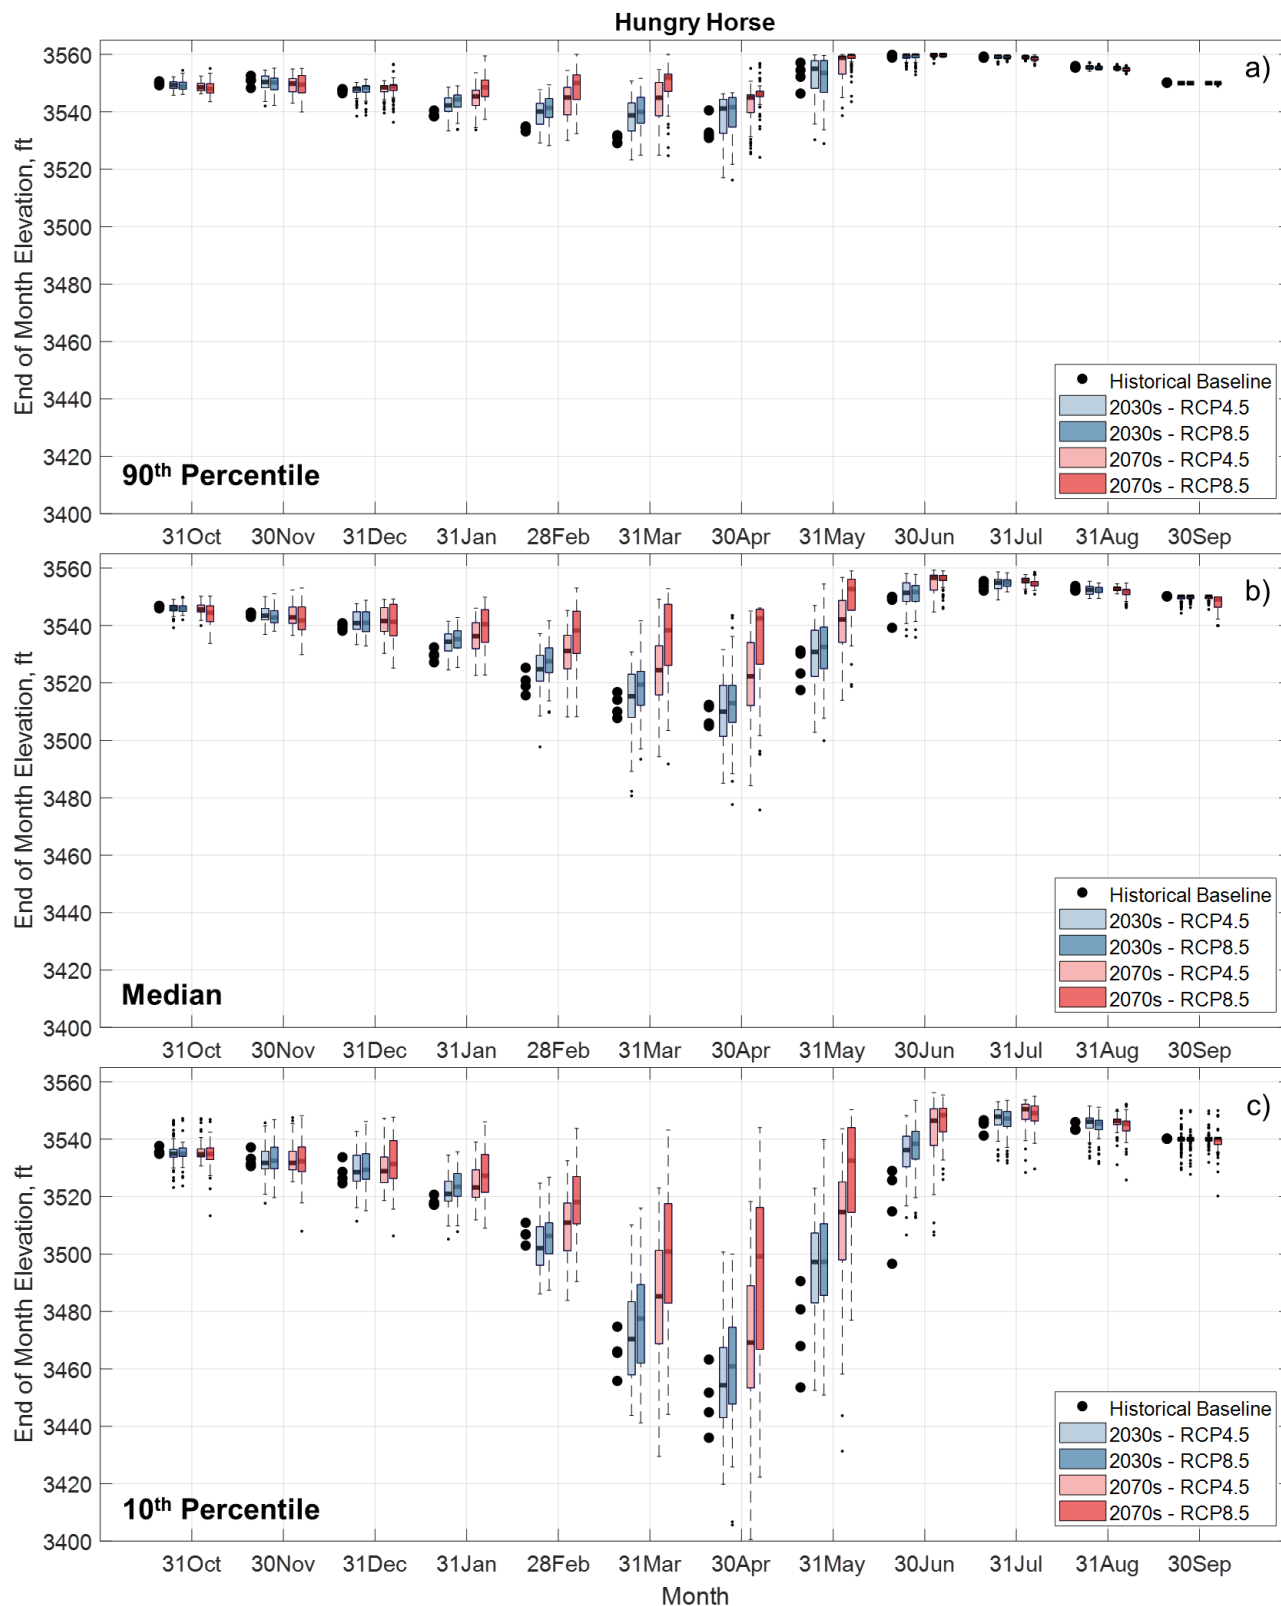 Hungry Horse
a)
End of Month Elevation, ft
3560
3540
3520
3500
3480
3460
3440
3420
3400
90th Percentile
Historical Baseline
2030s - RCP4.5
2030s - RCP8.5
2070s - RCP4.5
2070s - RCP8.5
31Oct 30Nov 31Dec 31Jan 28Feb 31Mar 30Apr 31May 30Jun 31Jul 31Aug 30Sep
b)
End of Month Elevation, ft
3560
3540
3520
3500
3480
3460
3440
3420
3400
Median
Historical Baseline
2030s - RCP4.5
2030s - RCP8.5
2070s - RCP4.5
2070s - RCP8.5
31Oct 30Nov 31Dec 31Jan 28Feb 31Mar 30Apr 31May 30Jun 31Jul 31Aug 30Sep
c)
End of Month Elevation, ft
3560
3540
3520
3500
3480
3460
3440
3420
3400
10th Percentile
Historical Baseline
2030s - RCP4.5
2030s - RCP8.5
2070s - RCP4.5
2070s - RCP8.5
31Oct 30Nov 31Dec 31Jan 28Feb 31Mar 30Apr 31May 30Jun 31Jul 31Aug 30Sep
Month